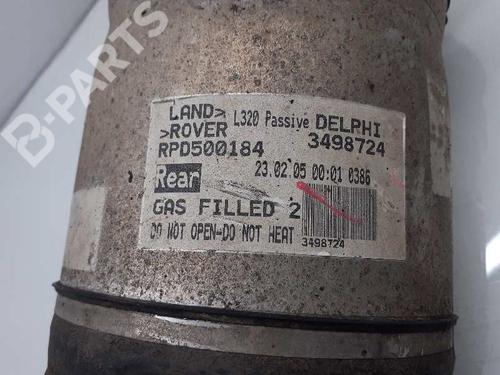 B-PARTS
LAND> L320 Passive DELPHI
>ROVER 3498724
RPD500184 23.02.05 00:01 0386
Rear
GAS FILLED 2
DO NOT OPEN-DO NOT HEAT
3498724